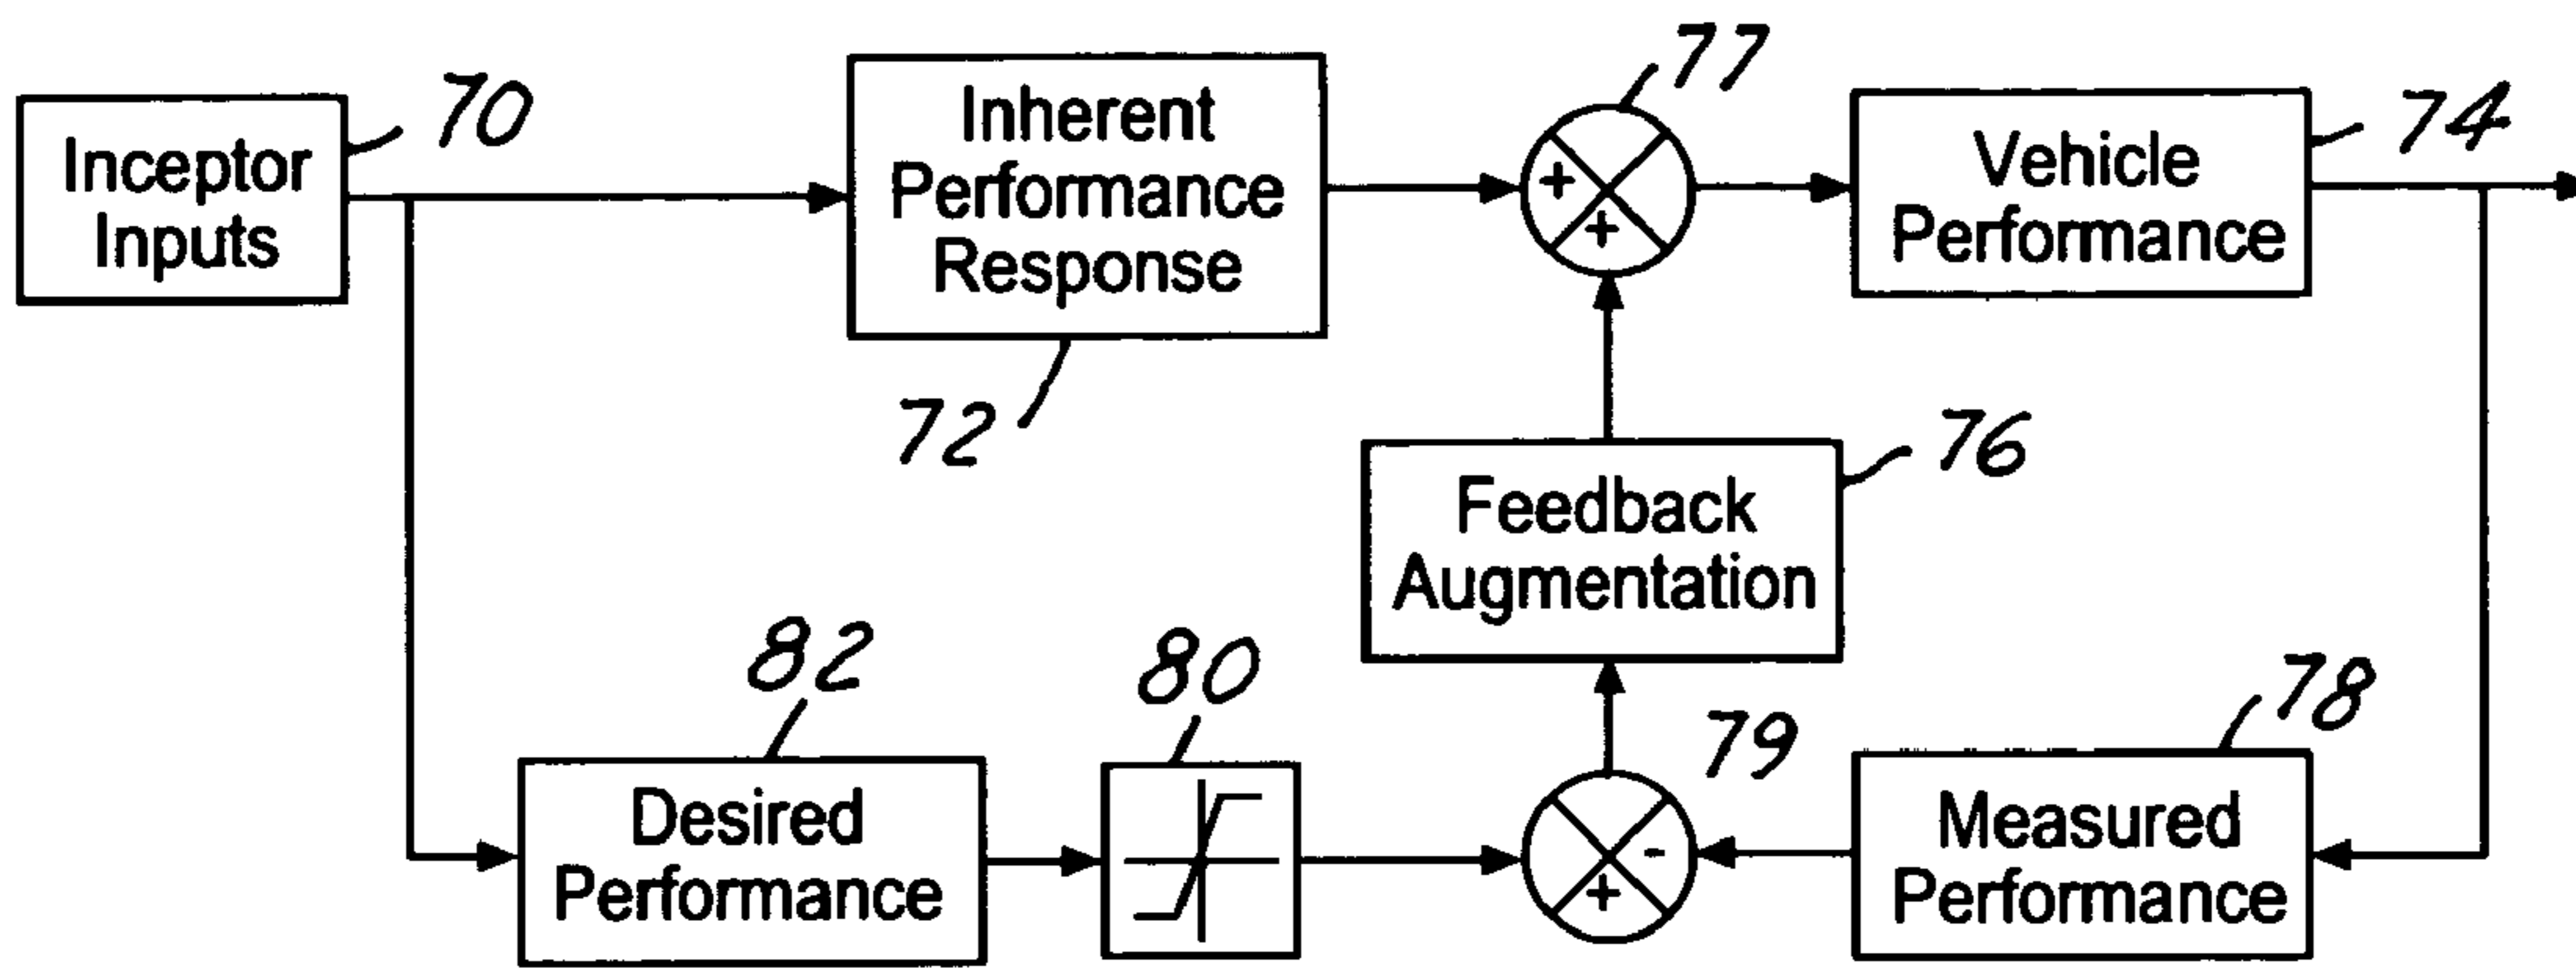 70
Inceptor
Inputs
Inherent
Performance
Response
72
77
+
+
Vehicle
Performance
74
Feedback
Augmentation
76
82
Desired
Performance
80
79
-
+
78
Measured
Performance